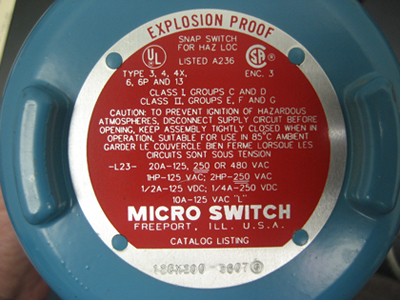 EXPLOSION PROOF
SNAP SWITCH
FOR HAZ LOC
UL
SA
LISTED A236
TYPE 3, 4, 4X,
6, 6P AND 13
ENC. 3
CLASS I, GROUPS C AND D
CLASS II, GROUPS E, F AND G
CAUTION: TO PREVENT IGNITION OF HAZARDOUS
ATMOSPHERES, DISCONNECT SUPPLY CIRCUIT BEFORE
OPENING, KEEP ASSEMBLY TIGHTLY CLOSED WHEN IN
OPERATION, SUITABLE FOR USE IN 85°C AMBIENT
GARDER LE COUVERCLE BIEN FERME LORSQUE LES
CIRCUITS SONT SOUS TENSION
-L23- 20A-125, 250 OR 480 VAC
1HP-125 VAC; 2HP-250 VAC
1/2A-125 VDC; 1/4A-250 VDC
10A-125 VAC "L"
MICRO SWITCH
FREEPORT, ILL. U.S.A.
CATALOG LISTING